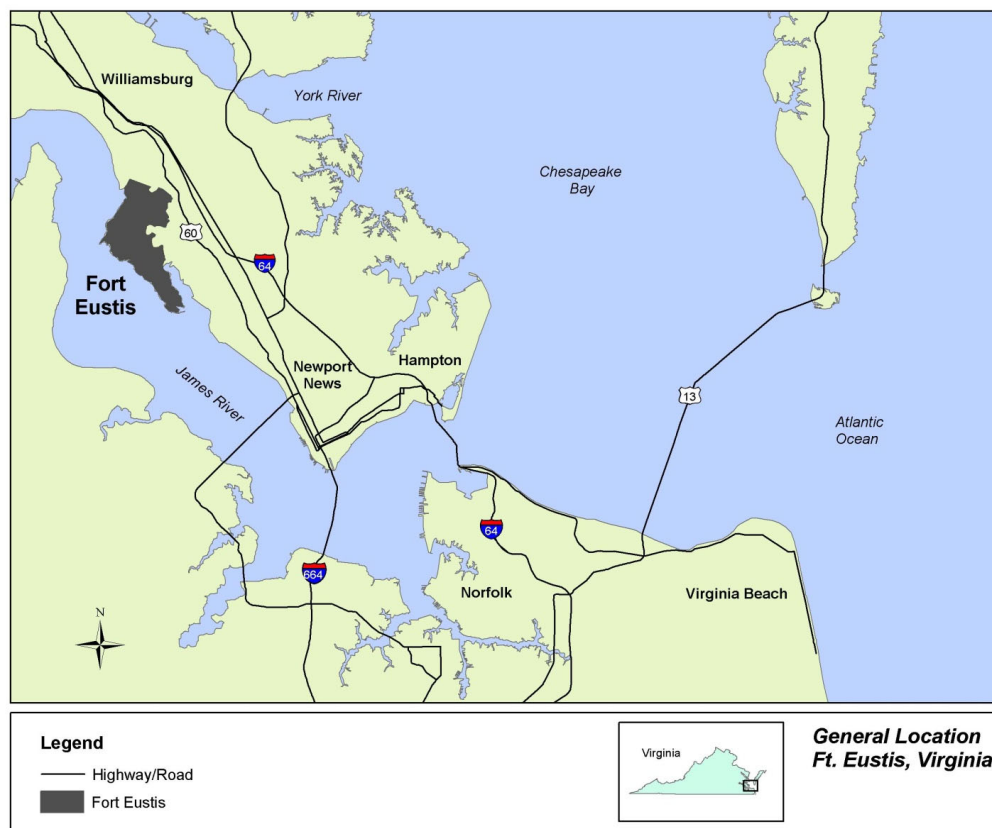 Williamsburg
York River
Chesapeake
Bay
60
64
Fort
Eustis
Hampton
Newport
News
James River
13
Atlantic
Ocean
64
664
Norfolk
Virginia Beach
N
Legend
Highway/Road
Fort Eustis
Virginia
General Location
Ft. Eustis, Virginia